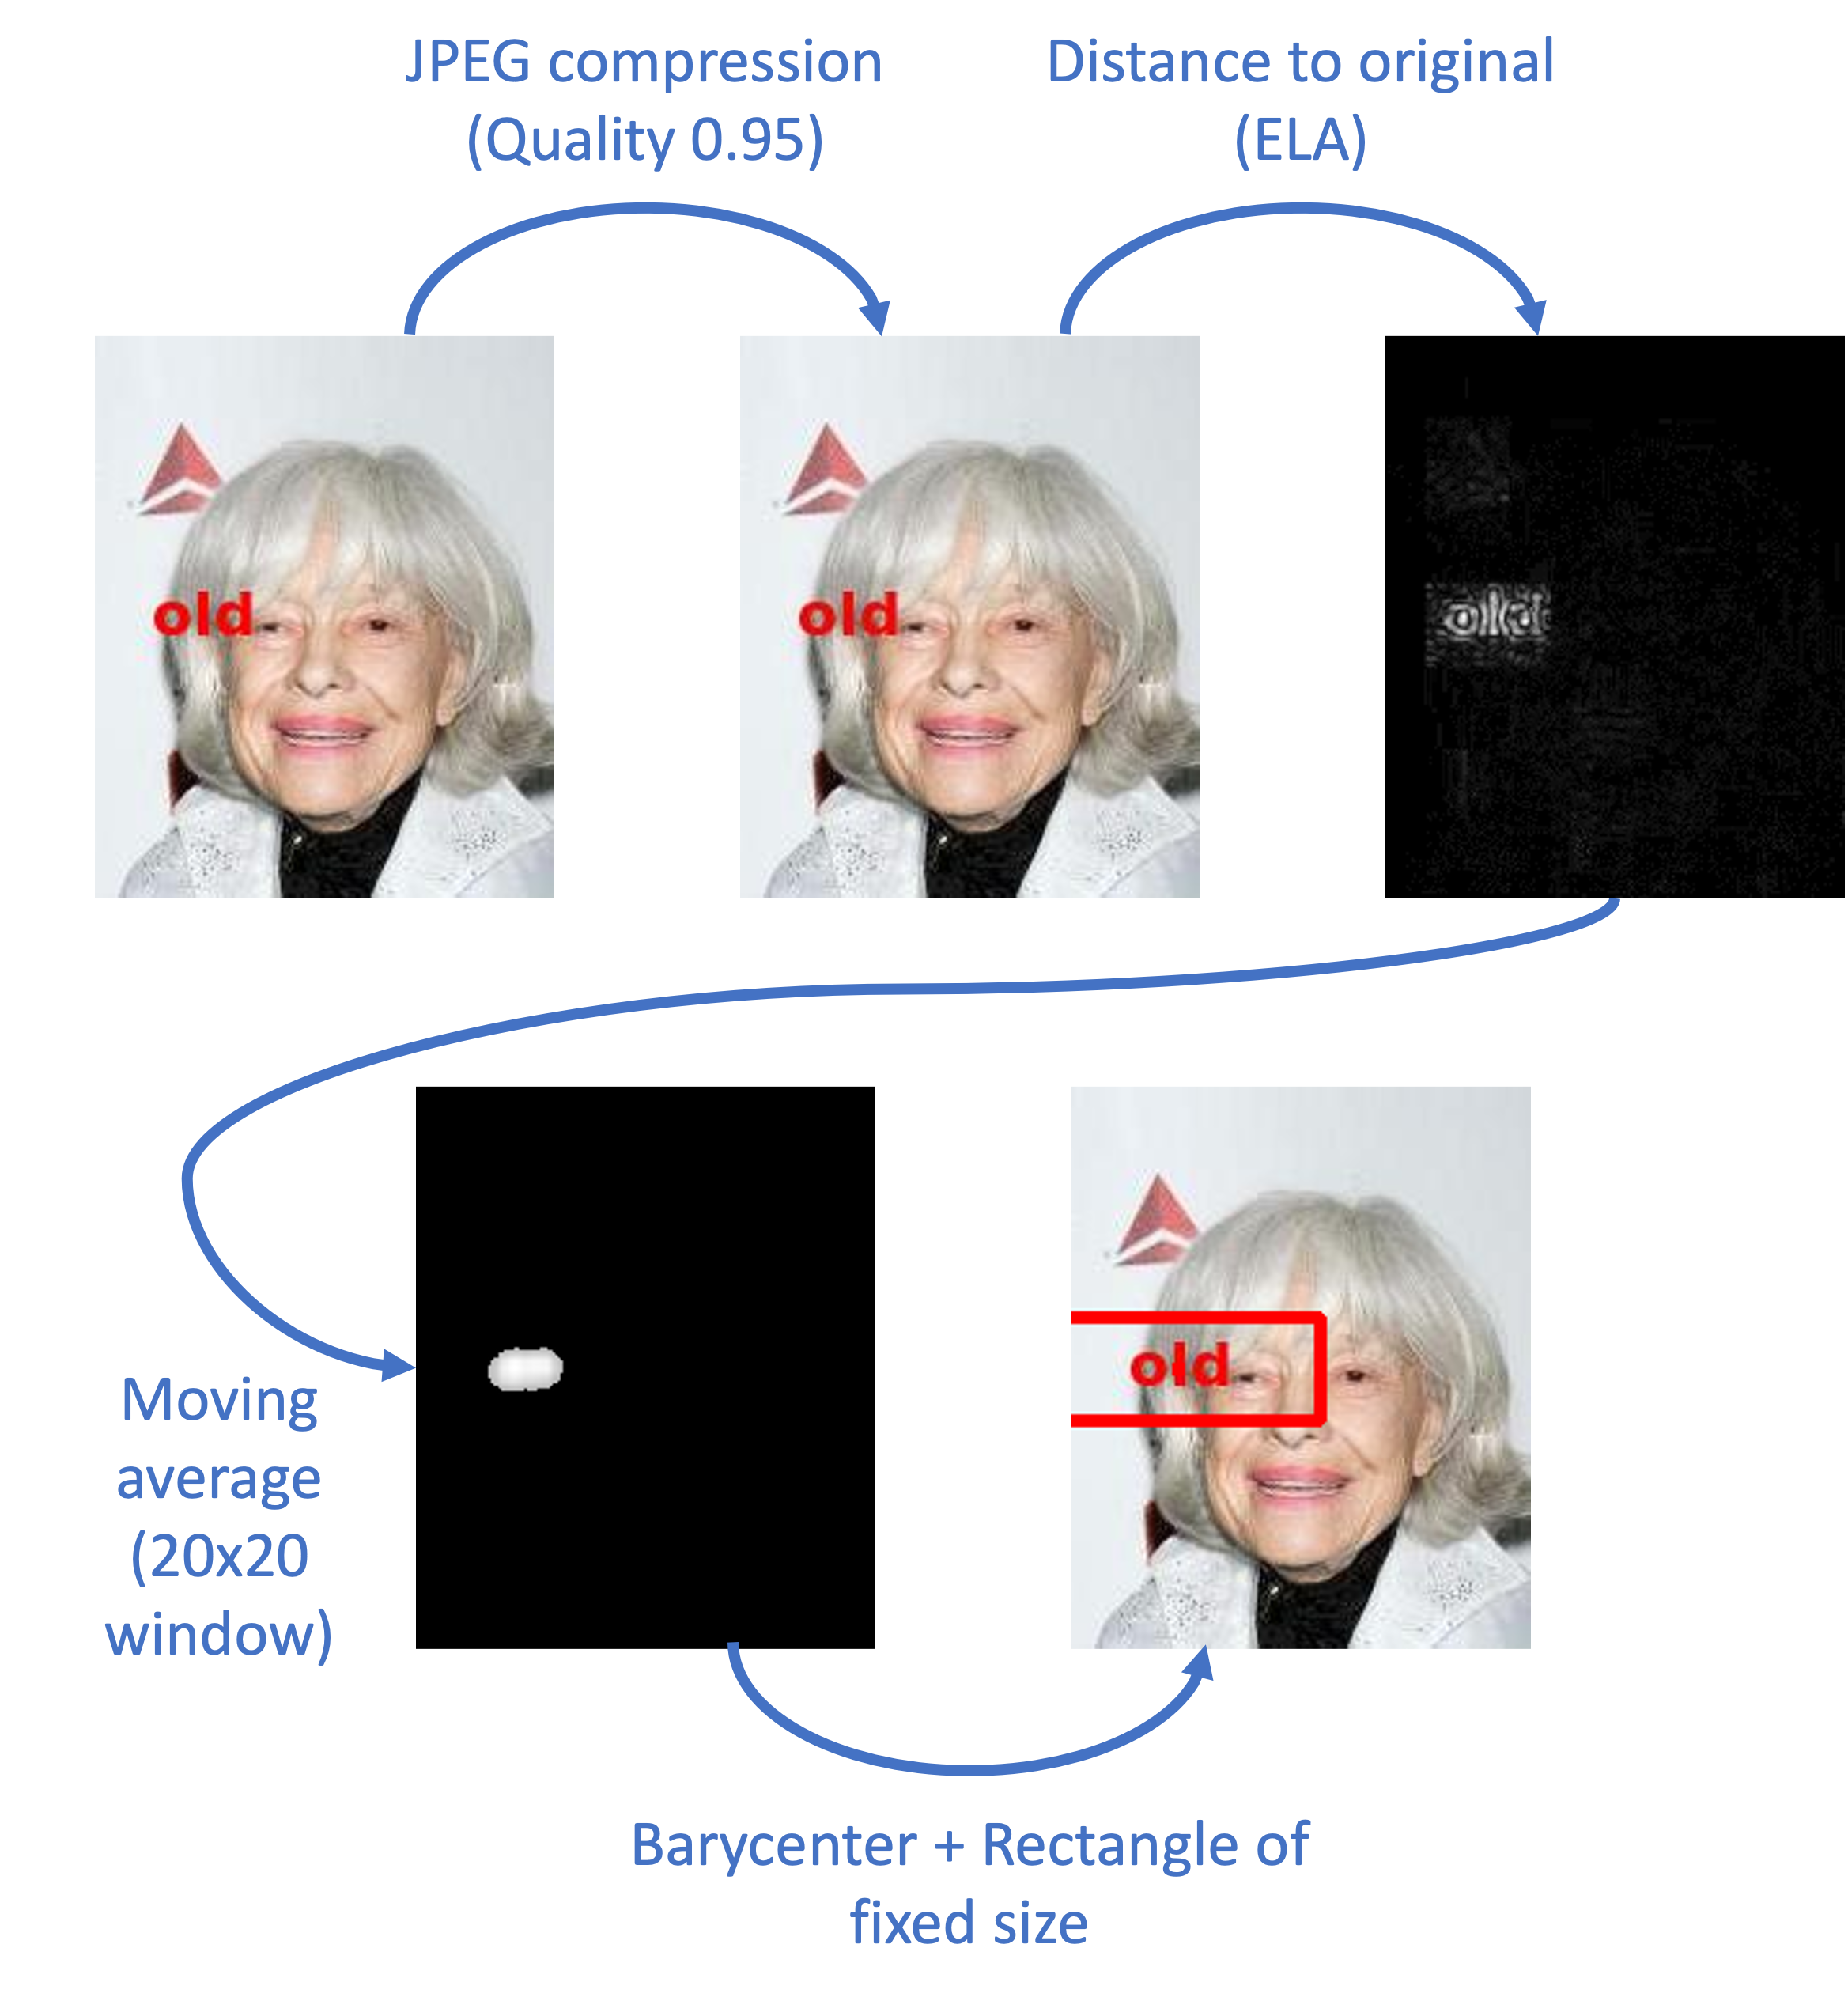 JPEG compression
(Quality 0.95)
Distance to original
(ELA)
old
old
old
Moving
average
(20x20
window)
old
Barycenter + Rectangle of
fixed size